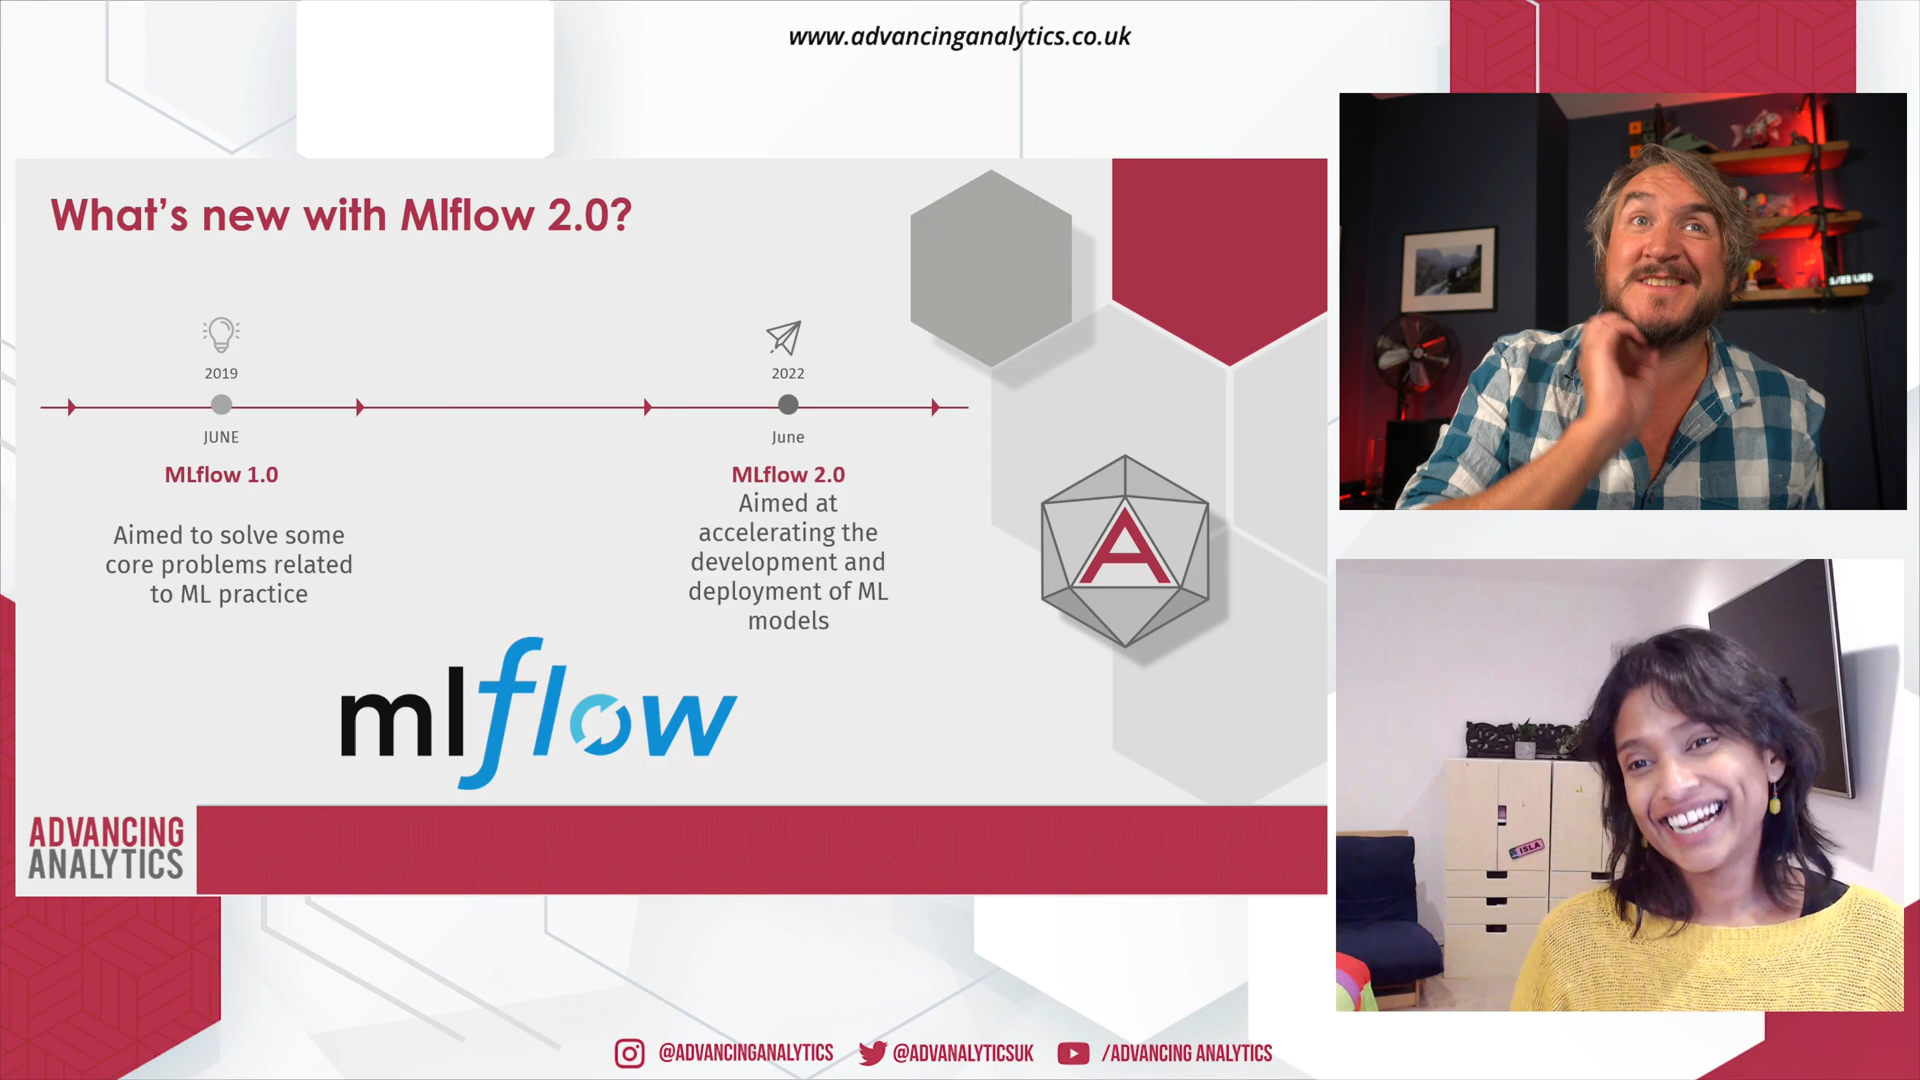 www.advancinganalytics.co.uk
What's new with Mlflow 2.0?
2019
JUNE
MLflow 1.0
Aimed to solve some
core problems related
to ML practice
2022
June
MLflow 2.0
Aimed at
accelerating the
development and
deployment of ML
models
A
mlflow
ADVANCING
ANALYTICS
ISLA
@ADVANCINGANALYTICS
@ADVANALYTICSUK
/ADVANCING ANALYTICS